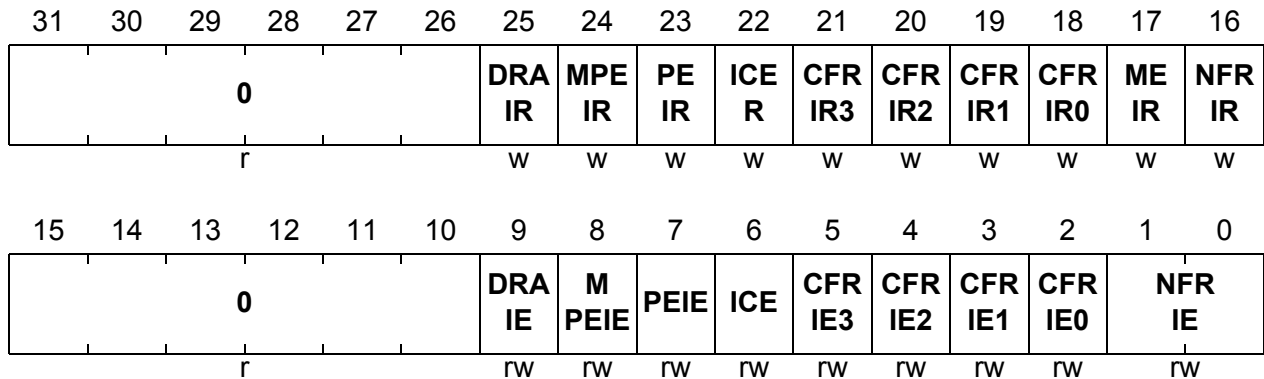 31 30 29 28 27 26 25 24 23 22 21 20 19 18 17 16
0 DRA IR MPE IR PE IR ICE R CFR IR3 CFR IR2 CFR IR1 CFR IR0 ME IR NFR IR
r w w w w w w w w w w
15 14 13 12 11 10 9 8 7 6 5 4 3 2 1 0
0 DRA IE M PEIE PEIE ICE CFR IE3 CFR IE2 CFR IE1 CFR IE0 NFR IE
r rw rw rw rw rw rw rw rw rw